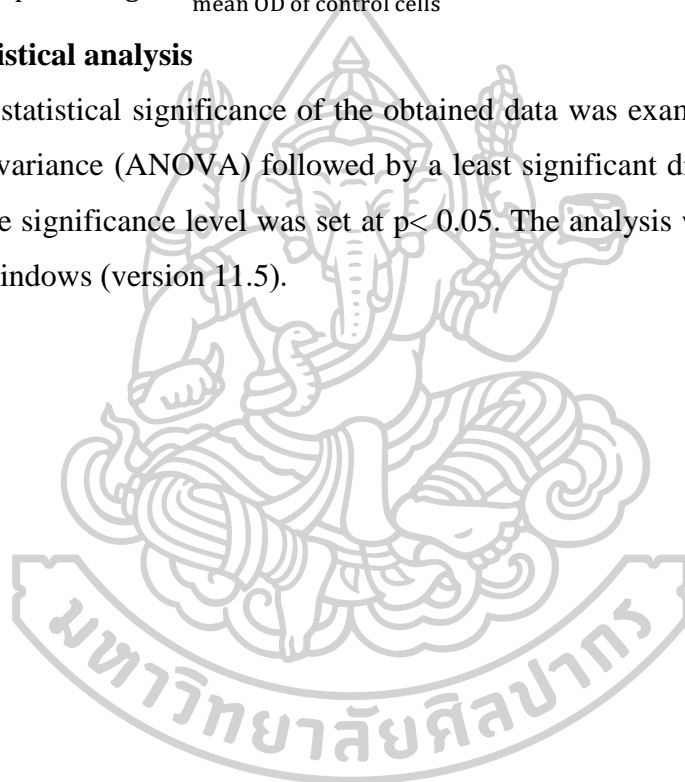 mean OD of control cells
istical analysis
statistical significance of the obtained data was exam
variance (ANOVA) followed by a least significant di
e significance level was set at p< 0.05. The analysis
indows (version 11.5).
มหาวิทยาลัยศิลปากร